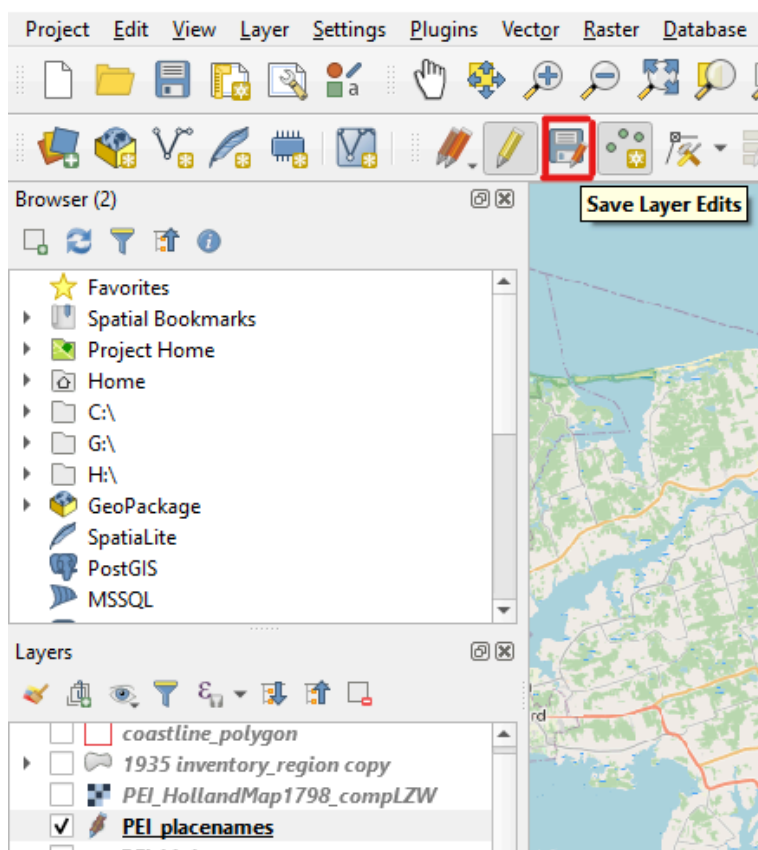 Project Edit View Layer Settings Plugins Vector Raster Database
a
Save Layer Edits
Browser (2)
Favorites
Spatial Bookmarks
Project Home
Home
C:\
G:\
H:\
GeoPackage
SpatiaLite
PostGIS
MSSQL
Layers
rd
coastline_polygon
1935 inventory_region copy
PEI_HollandMap1798_compLZW
PEI_placenames